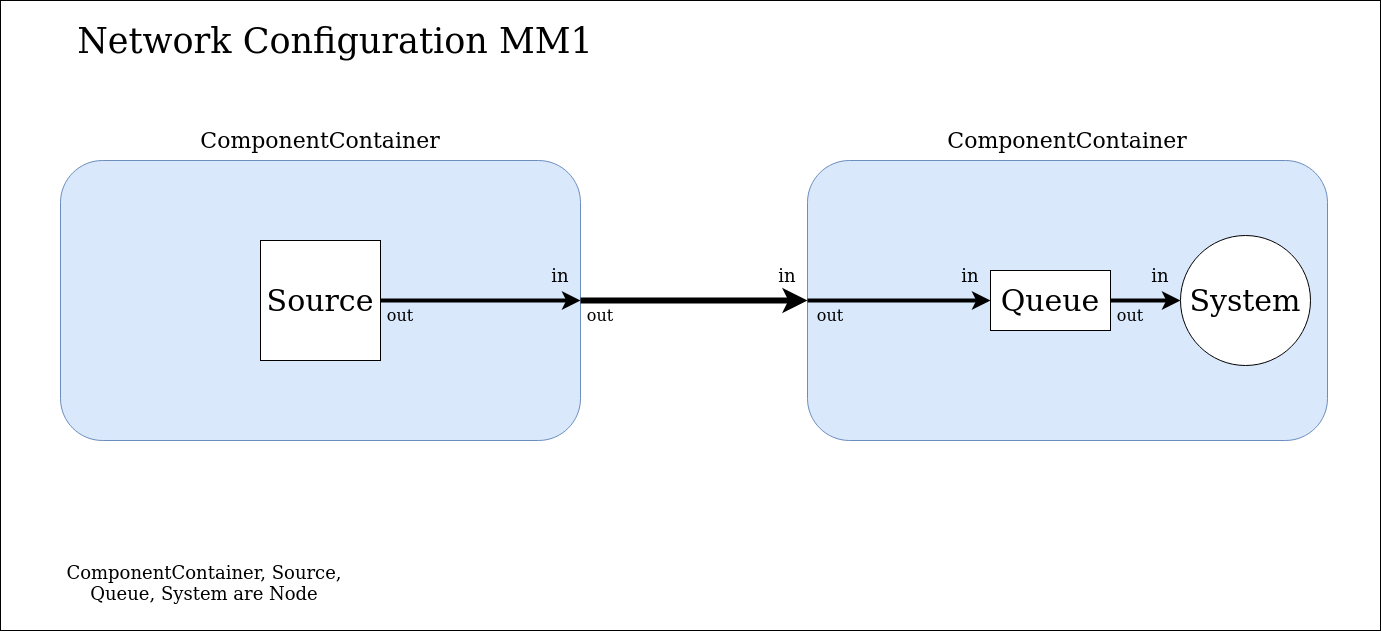 Network Configuration MM1
ComponentContainer
ComponentContainer
in
in
in
in
Source
Queue
System
out
out
out
out
ComponentContainer, Source,
Queue, System are Node